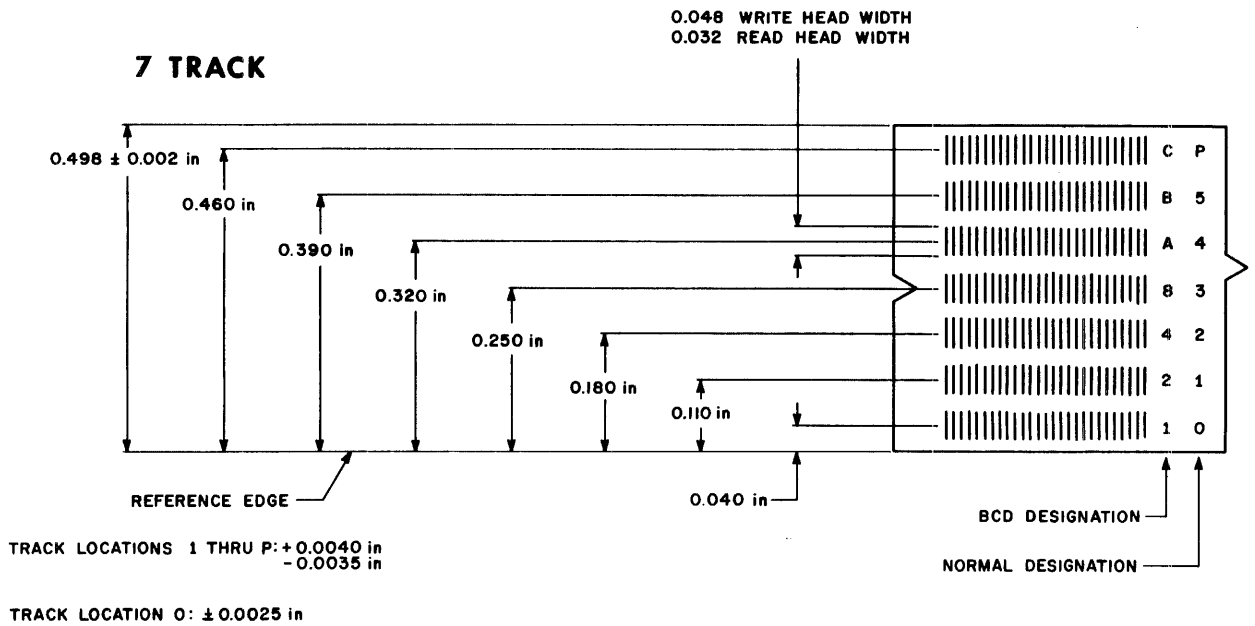 0.048 WRITE HEAD WIDTH
0.032 READ HEAD WIDTH
7 TRACK
0.498 ± 0.002 in
0.460 in
0.390 in
0.320 in
0.250 in
0.180 in
0.110 in
0.040 in
C P
B 5
A 4
8 3
4 2
2 1
1 0
REFERENCE EDGE
BCD DESIGNATION
NORMAL DESIGNATION
TRACK LOCATIONS 1 THRU P: +0.0040 in
-0.0035 in
TRACK LOCATION 0: ±0.0025 in